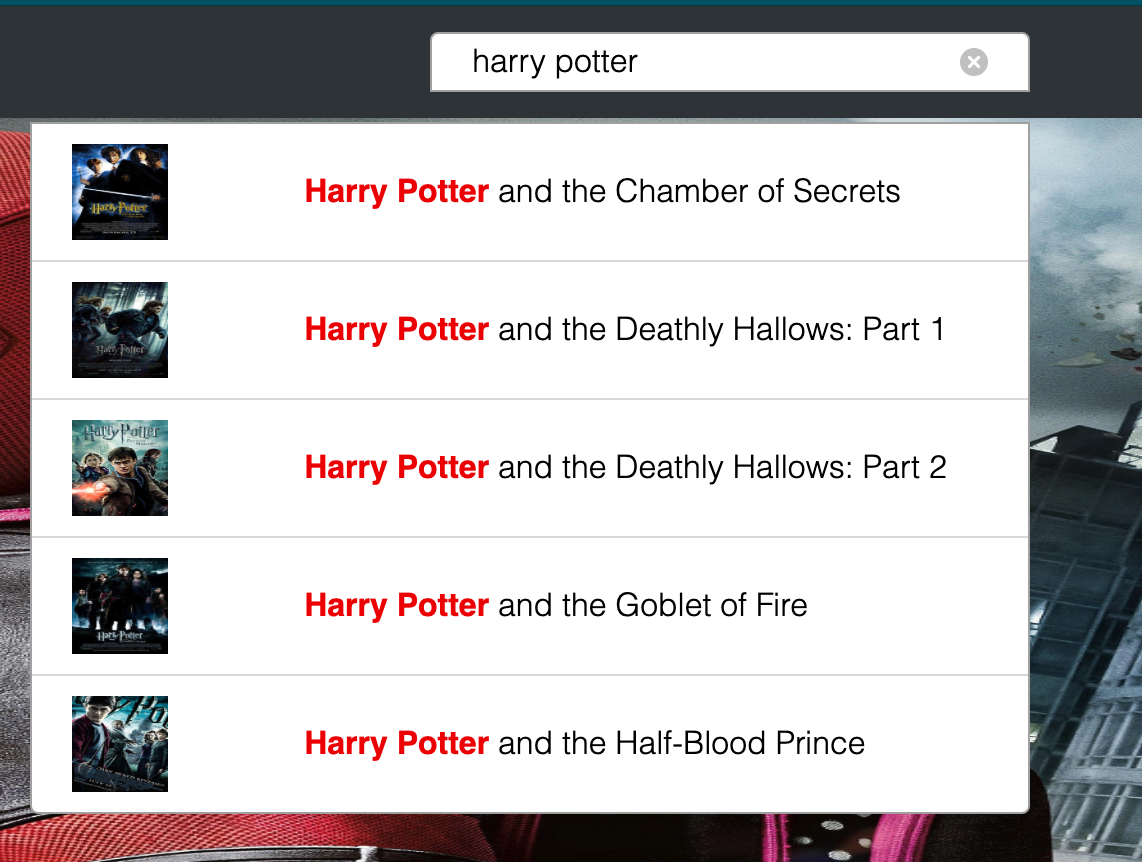 harry potter
Harry Potter and the Chamber of Secrets
Harry Potter and the Deathly Hallows: Part 1
Harry Potter and the Deathly Hallows: Part 2
Harry Potter and the Goblet of Fire
Harry Potter and the Half-Blood Prince